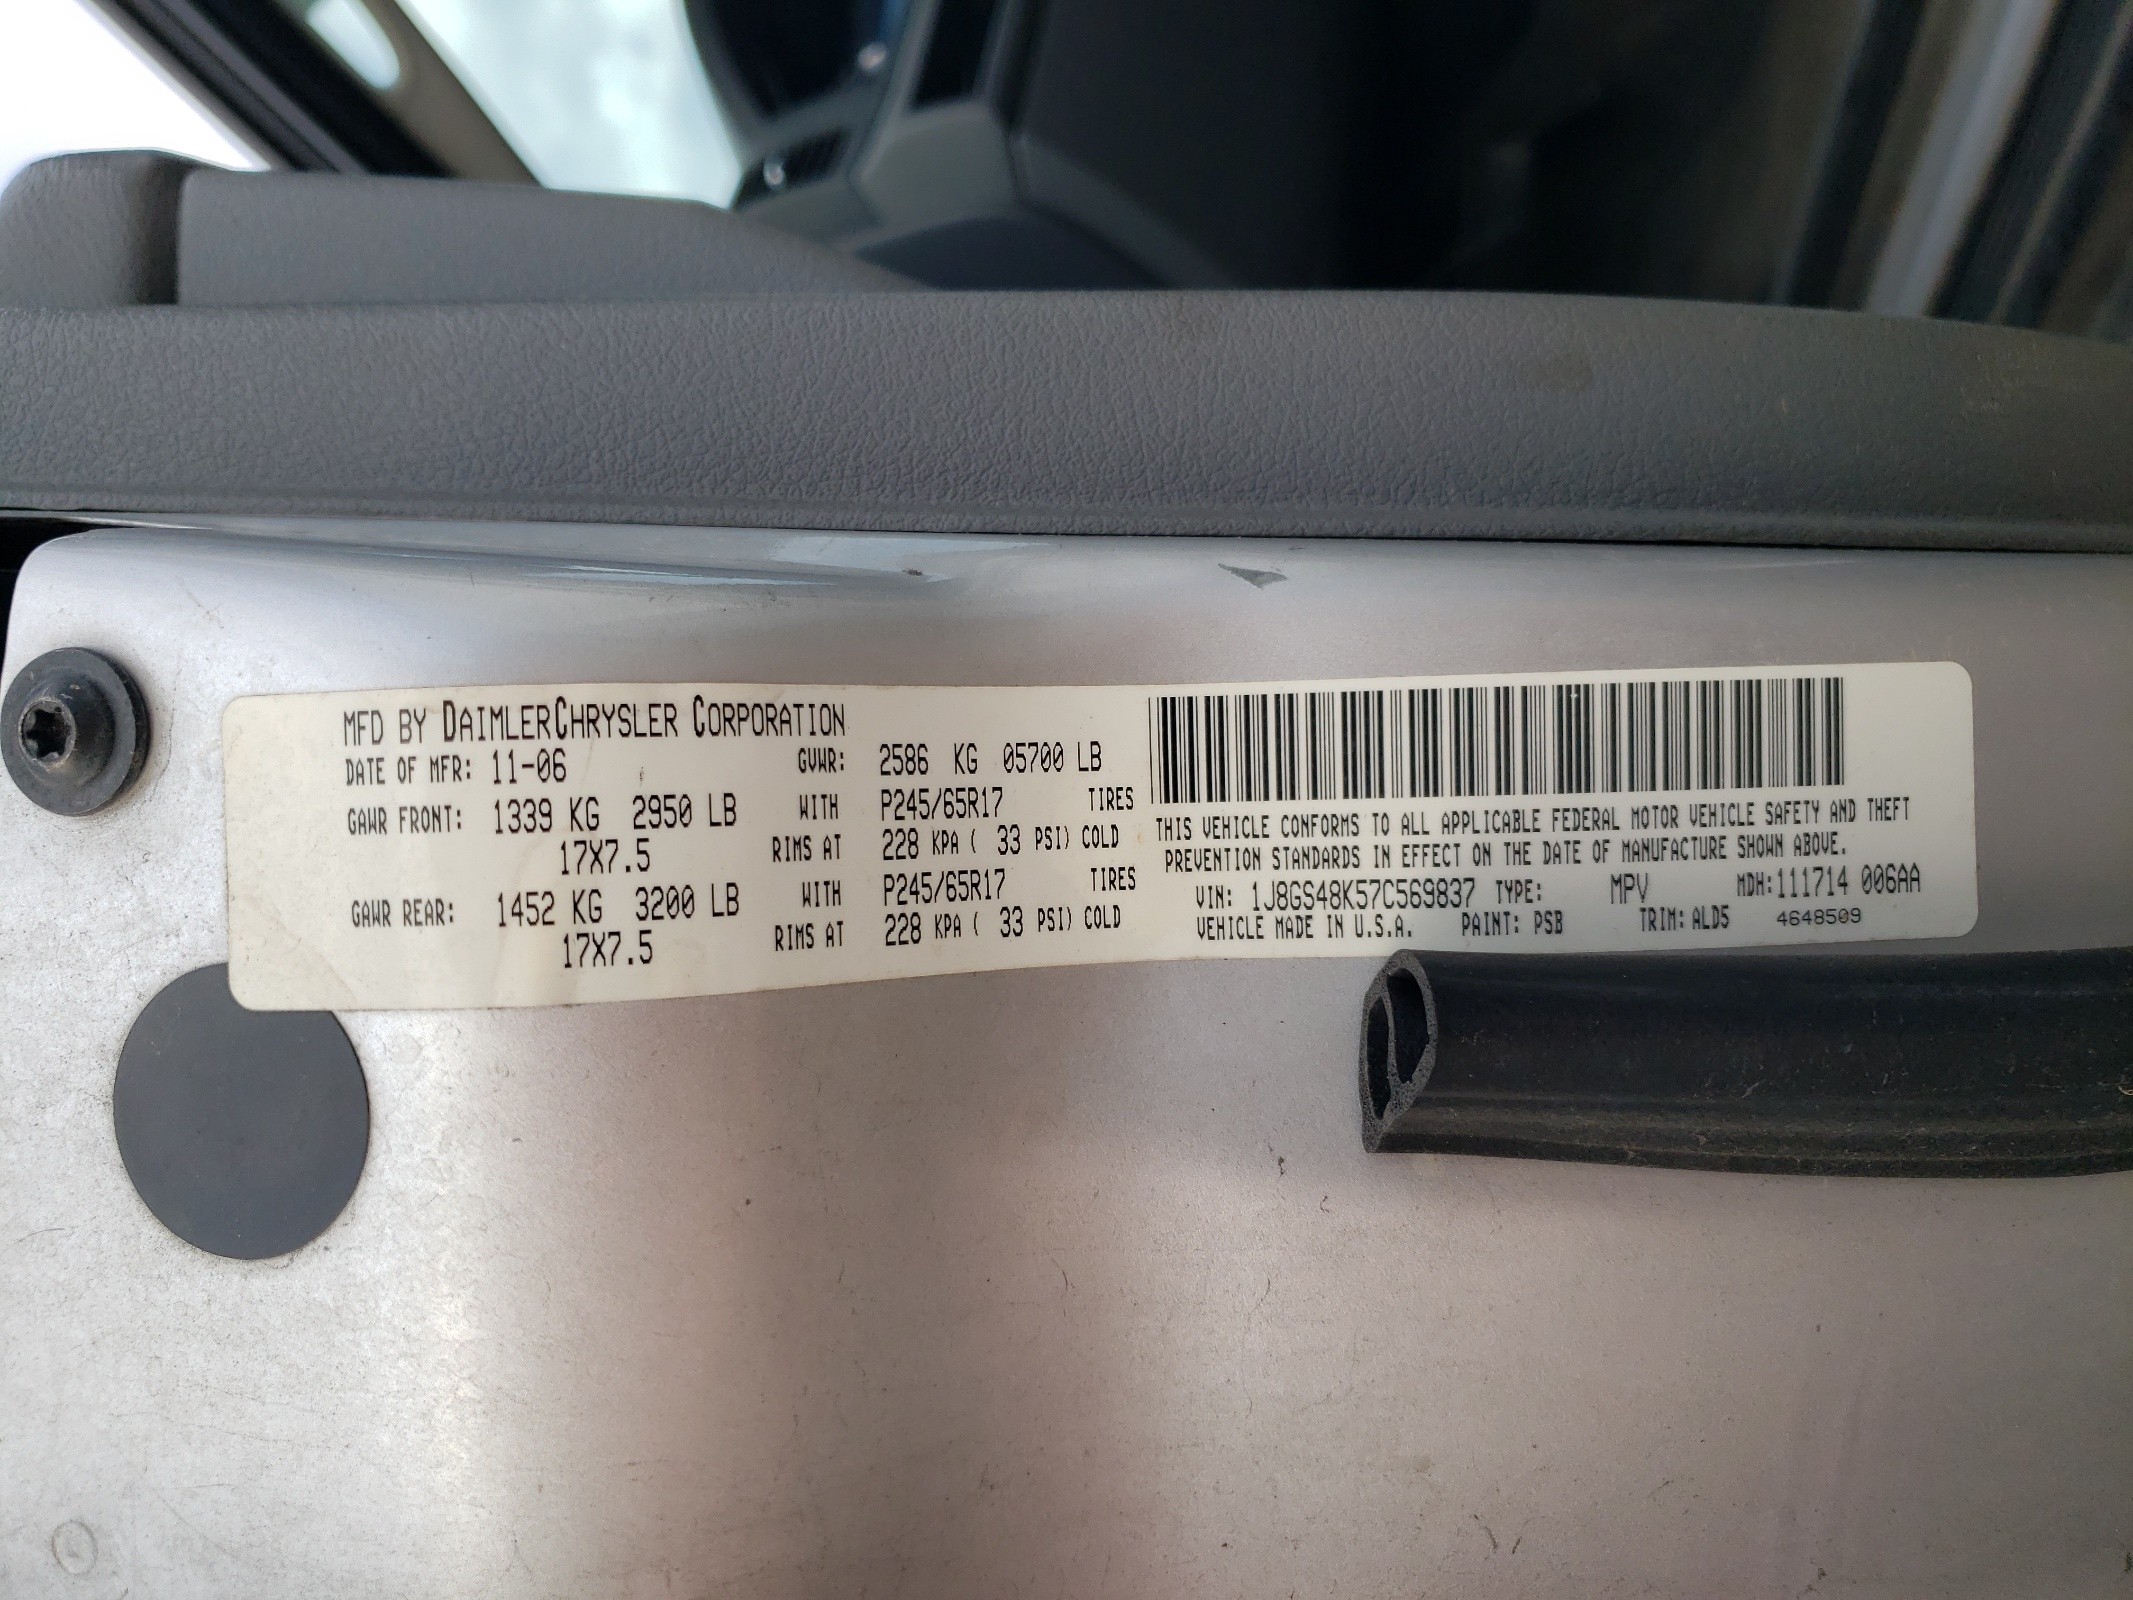 MFD BY DAIMLERCHRYSLER CORPORATION
DATE OF MFR: 11-06 GVWR: 2586 KG 05700 LB
GAWR FRONT: 1339 KG 2950 LB WITH P245/65R17 TIRES
17X7.5 RIMS AT 228 KPA ( 33 PSI) COLD
GAWR REAR: 1452 KG 3200 LB WITH P245/65R17 TIRES
17X7.5 RIMS AT 228 KPA ( 33 PSI) COLD
THIS VEHICLE CONFORMS TO ALL APPLICABLE FEDERAL MOTOR VEHICLE SAFETY AND THEFT
PREVENTION STANDARDS IN EFFECT ON THE DATE OF MANUFACTURE SHOWN ABOVE.
VIN: 1J8GS48K57C569837 TYPE: MPV MDH:111714 006AA
VEHICLE MADE IN U.S.A. PAINT: PSB TRIM: ALD5 4648509